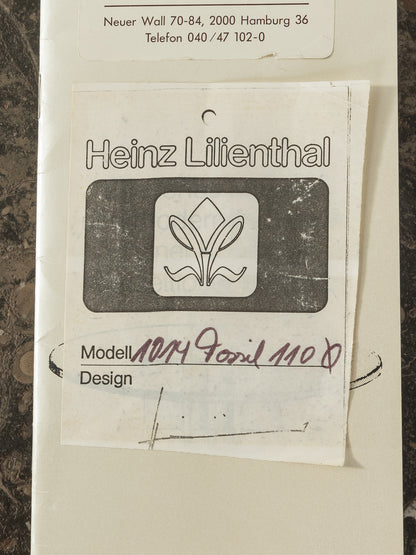 Neuer Wall 70-84, 2000 Hamburg 36
Telefon 040/47 102-0
Heinz Lilienthal
Modell 1014 Fossil 110 Ø
Design